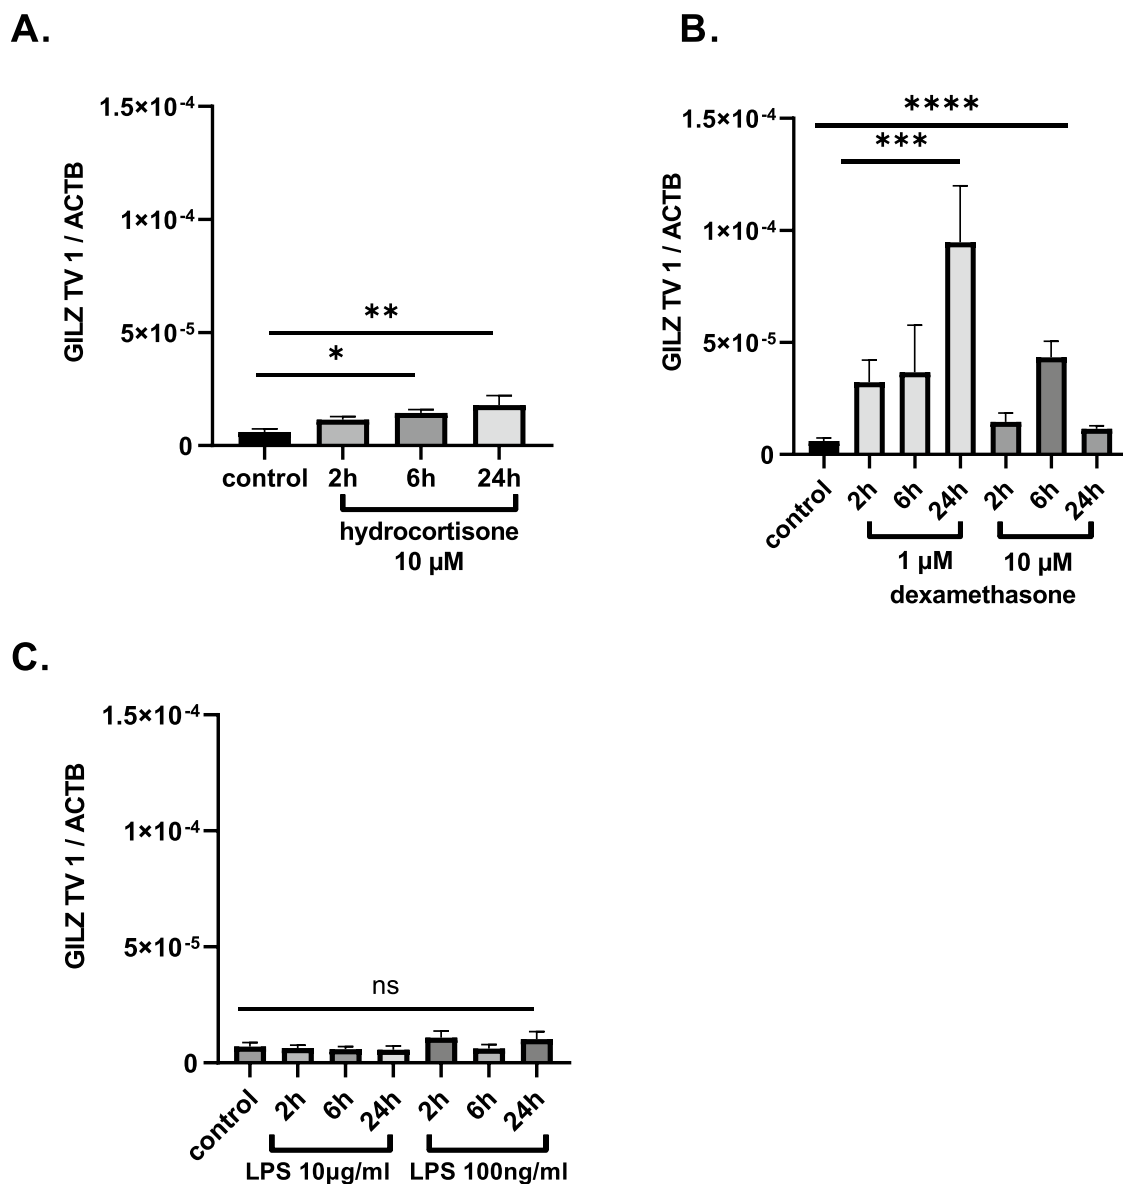 A.
1.5×10-4
1×10-4
5×10-5
0
GILZ TV 1 / ACTB
**
*
control 2h 6h 24h
hydrocortisone
10 µM
B.
1.5×10-4
1×10-4
5×10-5
0
GILZ TV 1 / ACTB
****
***
control 2h 6h 24h 2h 6h 24h
1 µM 10 µM
dexamethasone
C.
1.5×10-4
1×10-4
5×10-5
0
GILZ TV 1 / ACTB
ns
control 2h 6h 24h 2h 6h 24h
LPS 10µg/ml LPS 100ng/ml